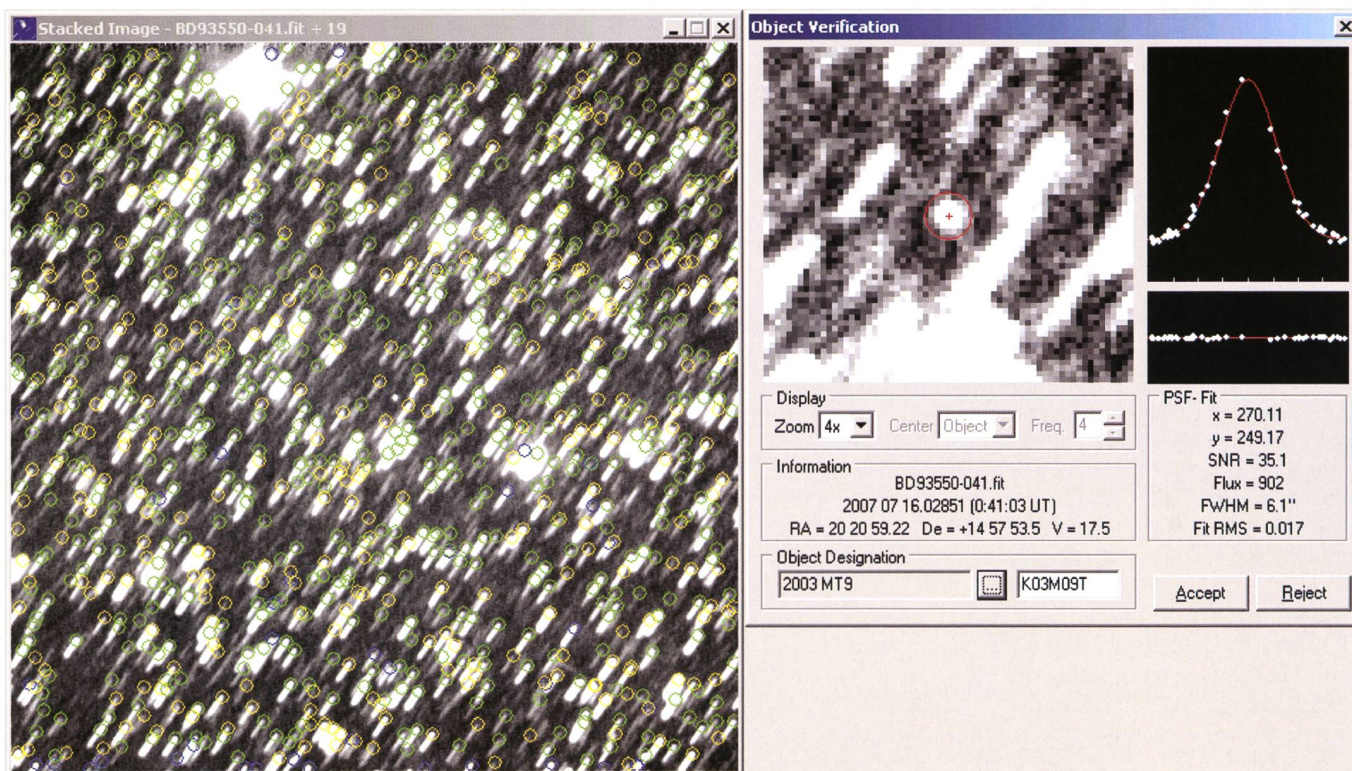 Stacked Image - BD93550-041.fit + 19
Object Verification
Display
Zoom 4x Center Object Freq. 4
Information
BD93550-041.fit
2007 07 16.02851 (0:41:03 UT)
RA = 20 20 59.22 De = +14 57 53.5 V = 17.5
Object Designation
2003 MT9 ... K03M09T
PSF- Fit
x = 270.11
y = 249.17
SNR = 35.1
Flux = 902
FWHM = 6.1"
Fit RMS = 0.017
Accept Reject